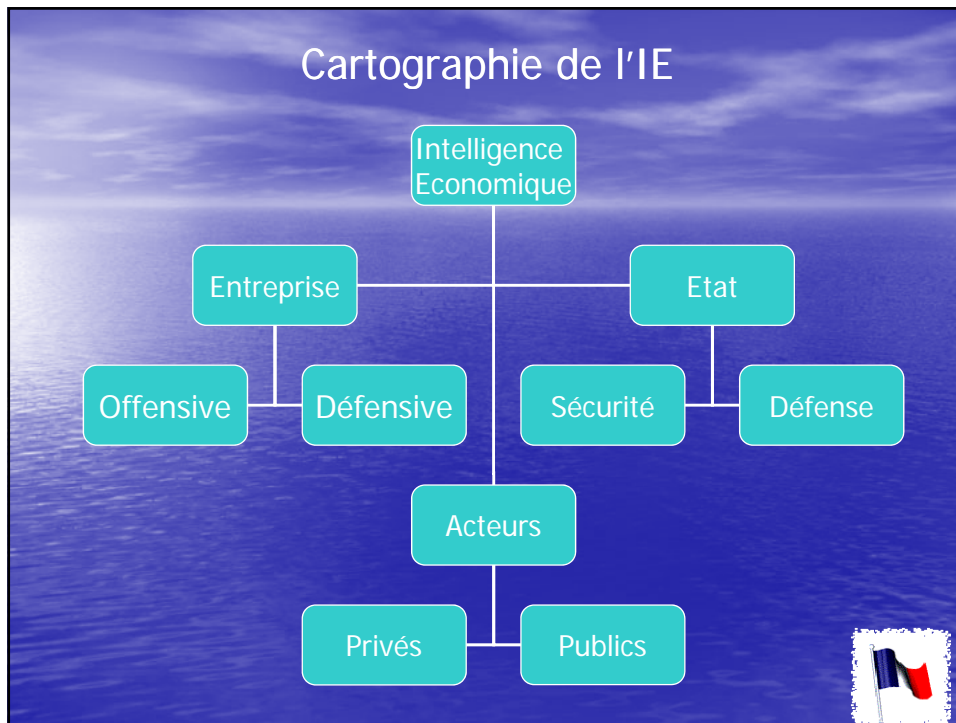 Cartographie de l'IE
Intelligence
Economique
Entreprise
Etat
Offensive
Défensive
Sécurité
Défense
Acteurs
Privés
Publics